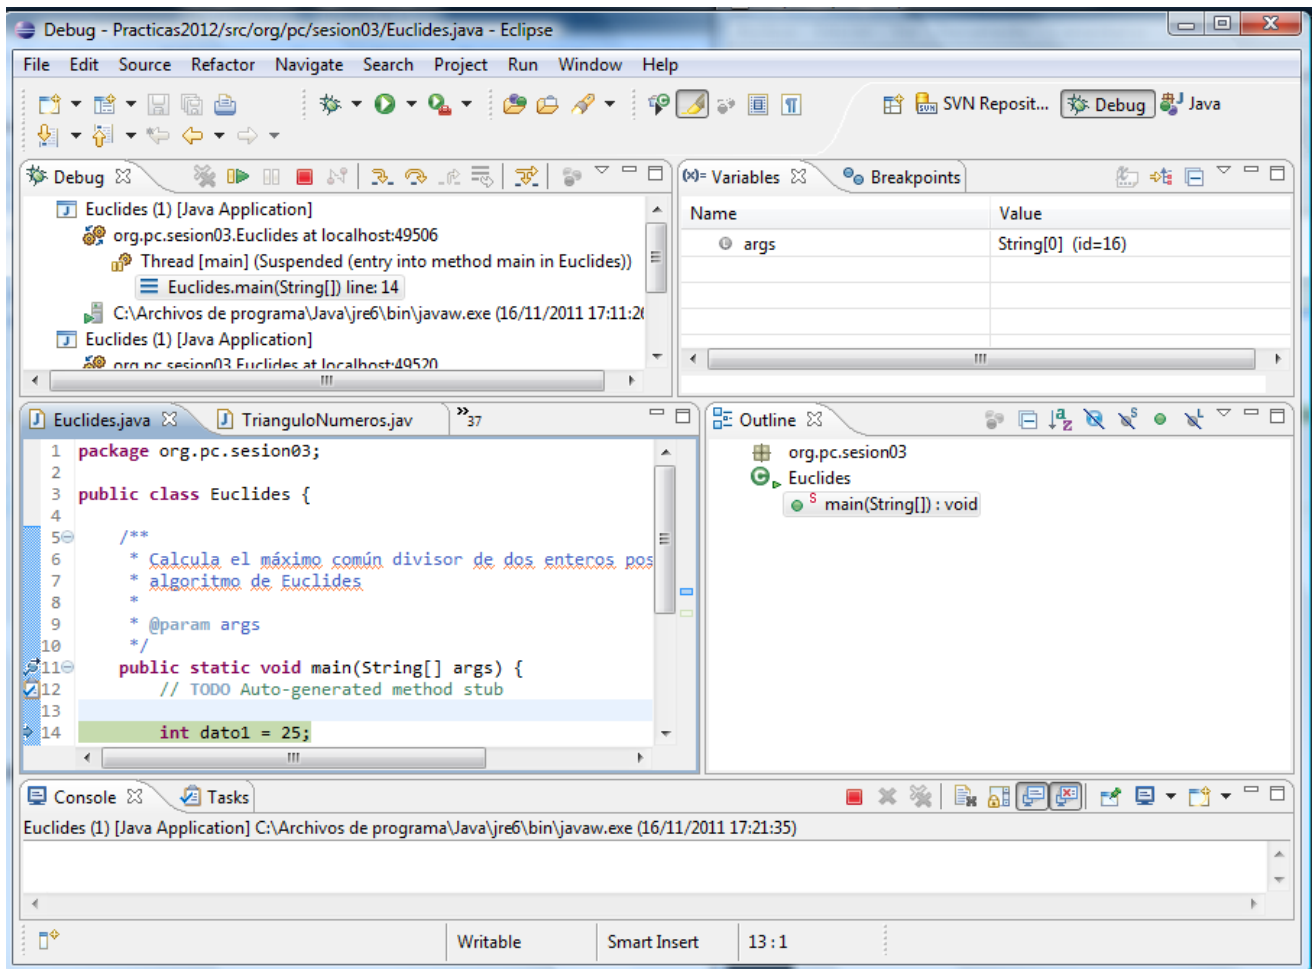 Debug - Practicas2012/src/org/pc/sesion03/Euclides.java - Eclipse
File Edit Source Refactor Navigate Search Project Run Window Help
SVN Reposit... Debug Java
Debug
Euclides (1) [Java Application]
org.pc.sesion03.Euclides at localhost:49506
Thread [main] (Suspended (entry into method main in Euclides))
Euclides.main(String[]) line: 14
C:\Archivos de programa\Java\jre6\bin\javaw.exe (16/11/2011 17:11:26
Euclides (1) [Java Application]
org.pc.sesion03.Euclides at localhost:49520
(x)= Variables Breakpoints
Name Value
args String[0] (id=16)
Euclides.java TrianguloNumeros.jav »37
1 package org.pc.sesion03;
2
3 public class Euclides {
4
5 /**
6 * Calcula el máximo común divisor de dos enteros pos
7 * algoritmo de Euclides
8 *
9 * @param args
10 */
11 public static void main(String[] args) {
12 // TODO Auto-generated method stub
13
14 int dato1 = 25;
Outline
org.pc.sesion03
Euclides
main(String[]) : void
Console Tasks
Euclides (1) [Java Application] C:\Archivos de programa\Java\jre6\bin\javaw.exe (16/11/2011 17:21:35)
Writable Smart Insert 13 : 1